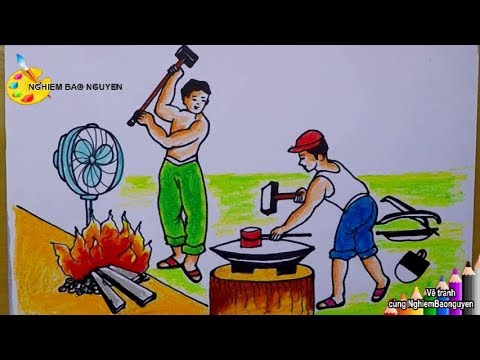 NGHIEM BAO NGUYEN
Vẽ tranh
cùng NghiemBaonguyen